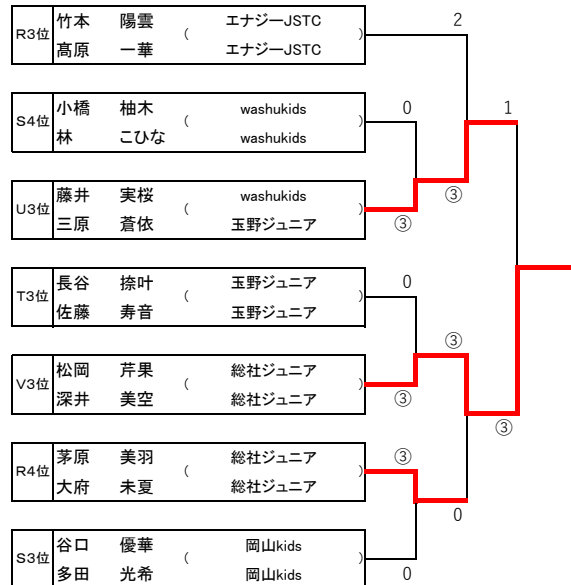 竹本 陽雲 エナジーJSTC 2
R3位 ( )
髙原 一華 エナジーJSTC
小橋 柚木 washukids 0 1
S4位 ( )
林 こひな washukids
藤井 実桜 washukids ③
U3位 ( )
三原 蒼依 玉野ジュニア ③
長谷 捺叶 玉野ジュニア 0
T3位 ( )
佐藤 寿音 玉野ジュニア
③
松岡 芹果 総社ジュニア
V3位 ( )
深井 美空 総社ジュニア ③
③
茅原 美羽 総社ジュニア ③
R4位 ( )
大府 未夏 総社ジュニア
0
谷口 優華 岡山kids
S3位 ( )
多田 光希 岡山kids 0